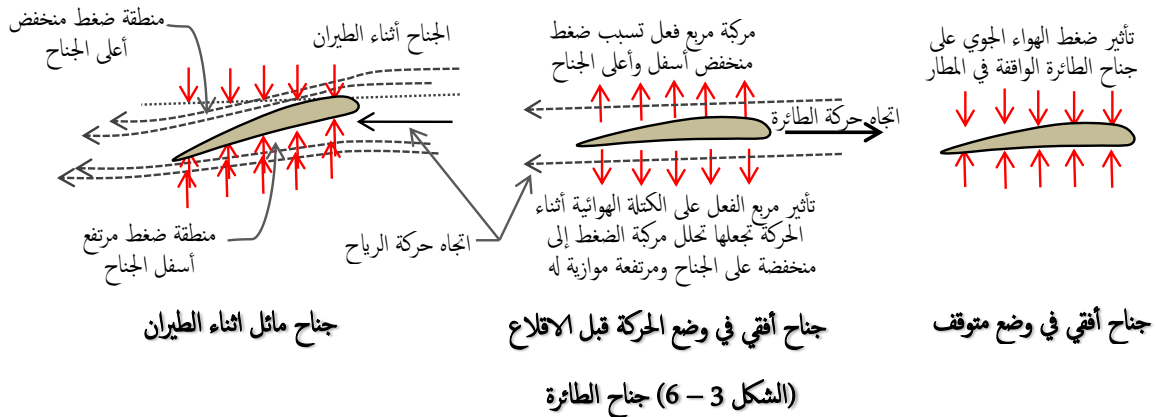 تأثير ضغط الهواء الجوي على
جناح الطائرة الواقفة في المطار
جناح أفقي في وضع متوقف
مركبة مربع فعل تسبب ضغط
منخفض أسفل وأعلى الجناح
اتجاه حركة الطائرة
تأثير مربع الفعل على الكتلة الهوائية أثناء
الحركة تجعلها تحلل مركبة الضغط إلى
منخفضة على الجناح ومرتفعة موازية له
جناح أفقي في وضع الحركة قبل الاقلاع
منطقة ضغط منخفض
أعلى الجناح
الجناح أثناء الطيران
اتجاه حركة الرياح
منطقة ضغط مرتفع
أسفل الجناح
جناح مائل اثناء الطيران
(الشكل 3 – 6) جناح الطائرة